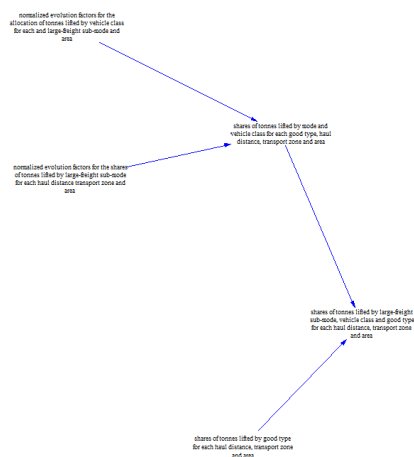 normalized evolution factors for the
allocation of tonnes lifted by vehicle class
for each and large-freight sub-mode and
area
shares of tonnes lifted by mode and
vehicle class for each good type, haul
distance, transport zone and area
normalized evolution factors for the shares
of tonnes lifted by large-freight sub-mode
for each haul distance transport zone and
area
shares of tonnes lifted by large-freight
sub-mode, vehicle class and good type
for each haul distance, transport zone
and area
shares of tonnes lifted by good type
for each haul distance, transport zone
and area